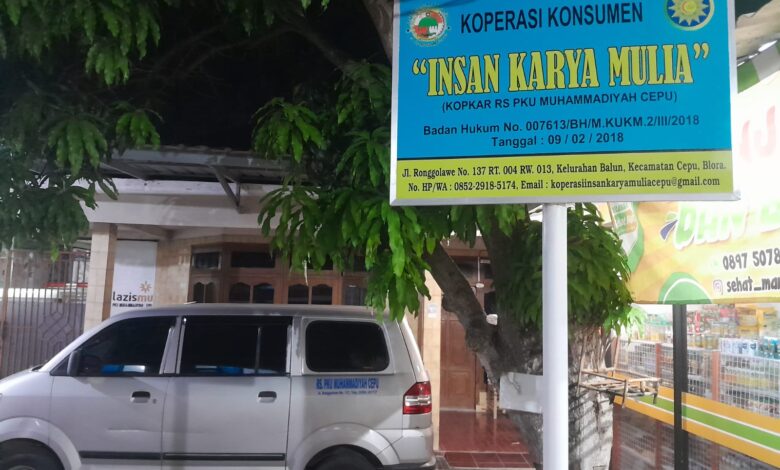 KOPERASI KONSUMEN
"INSAN KARYA MULIA"
(KOPKAR RS PKU MUHAMMADIYAH CEPU)
Badan Hukum No. 007613/BH/M.KUKM.2/III/2018
Tanggal : 09 / 02 / 2018
Jl. Ronggolawe No. 137 RT. 004 RW. 013, Kelurahan Balun, Kecamatan Cepu, Blora.
No. HP/WA : 0852-2918-5174. Email : koperasiinsankaryamuliacepu@gmail.com
lazismu
RS. PKU MUHAMMADIYAH CEPU
DAN
0897 5078
sehat_mar